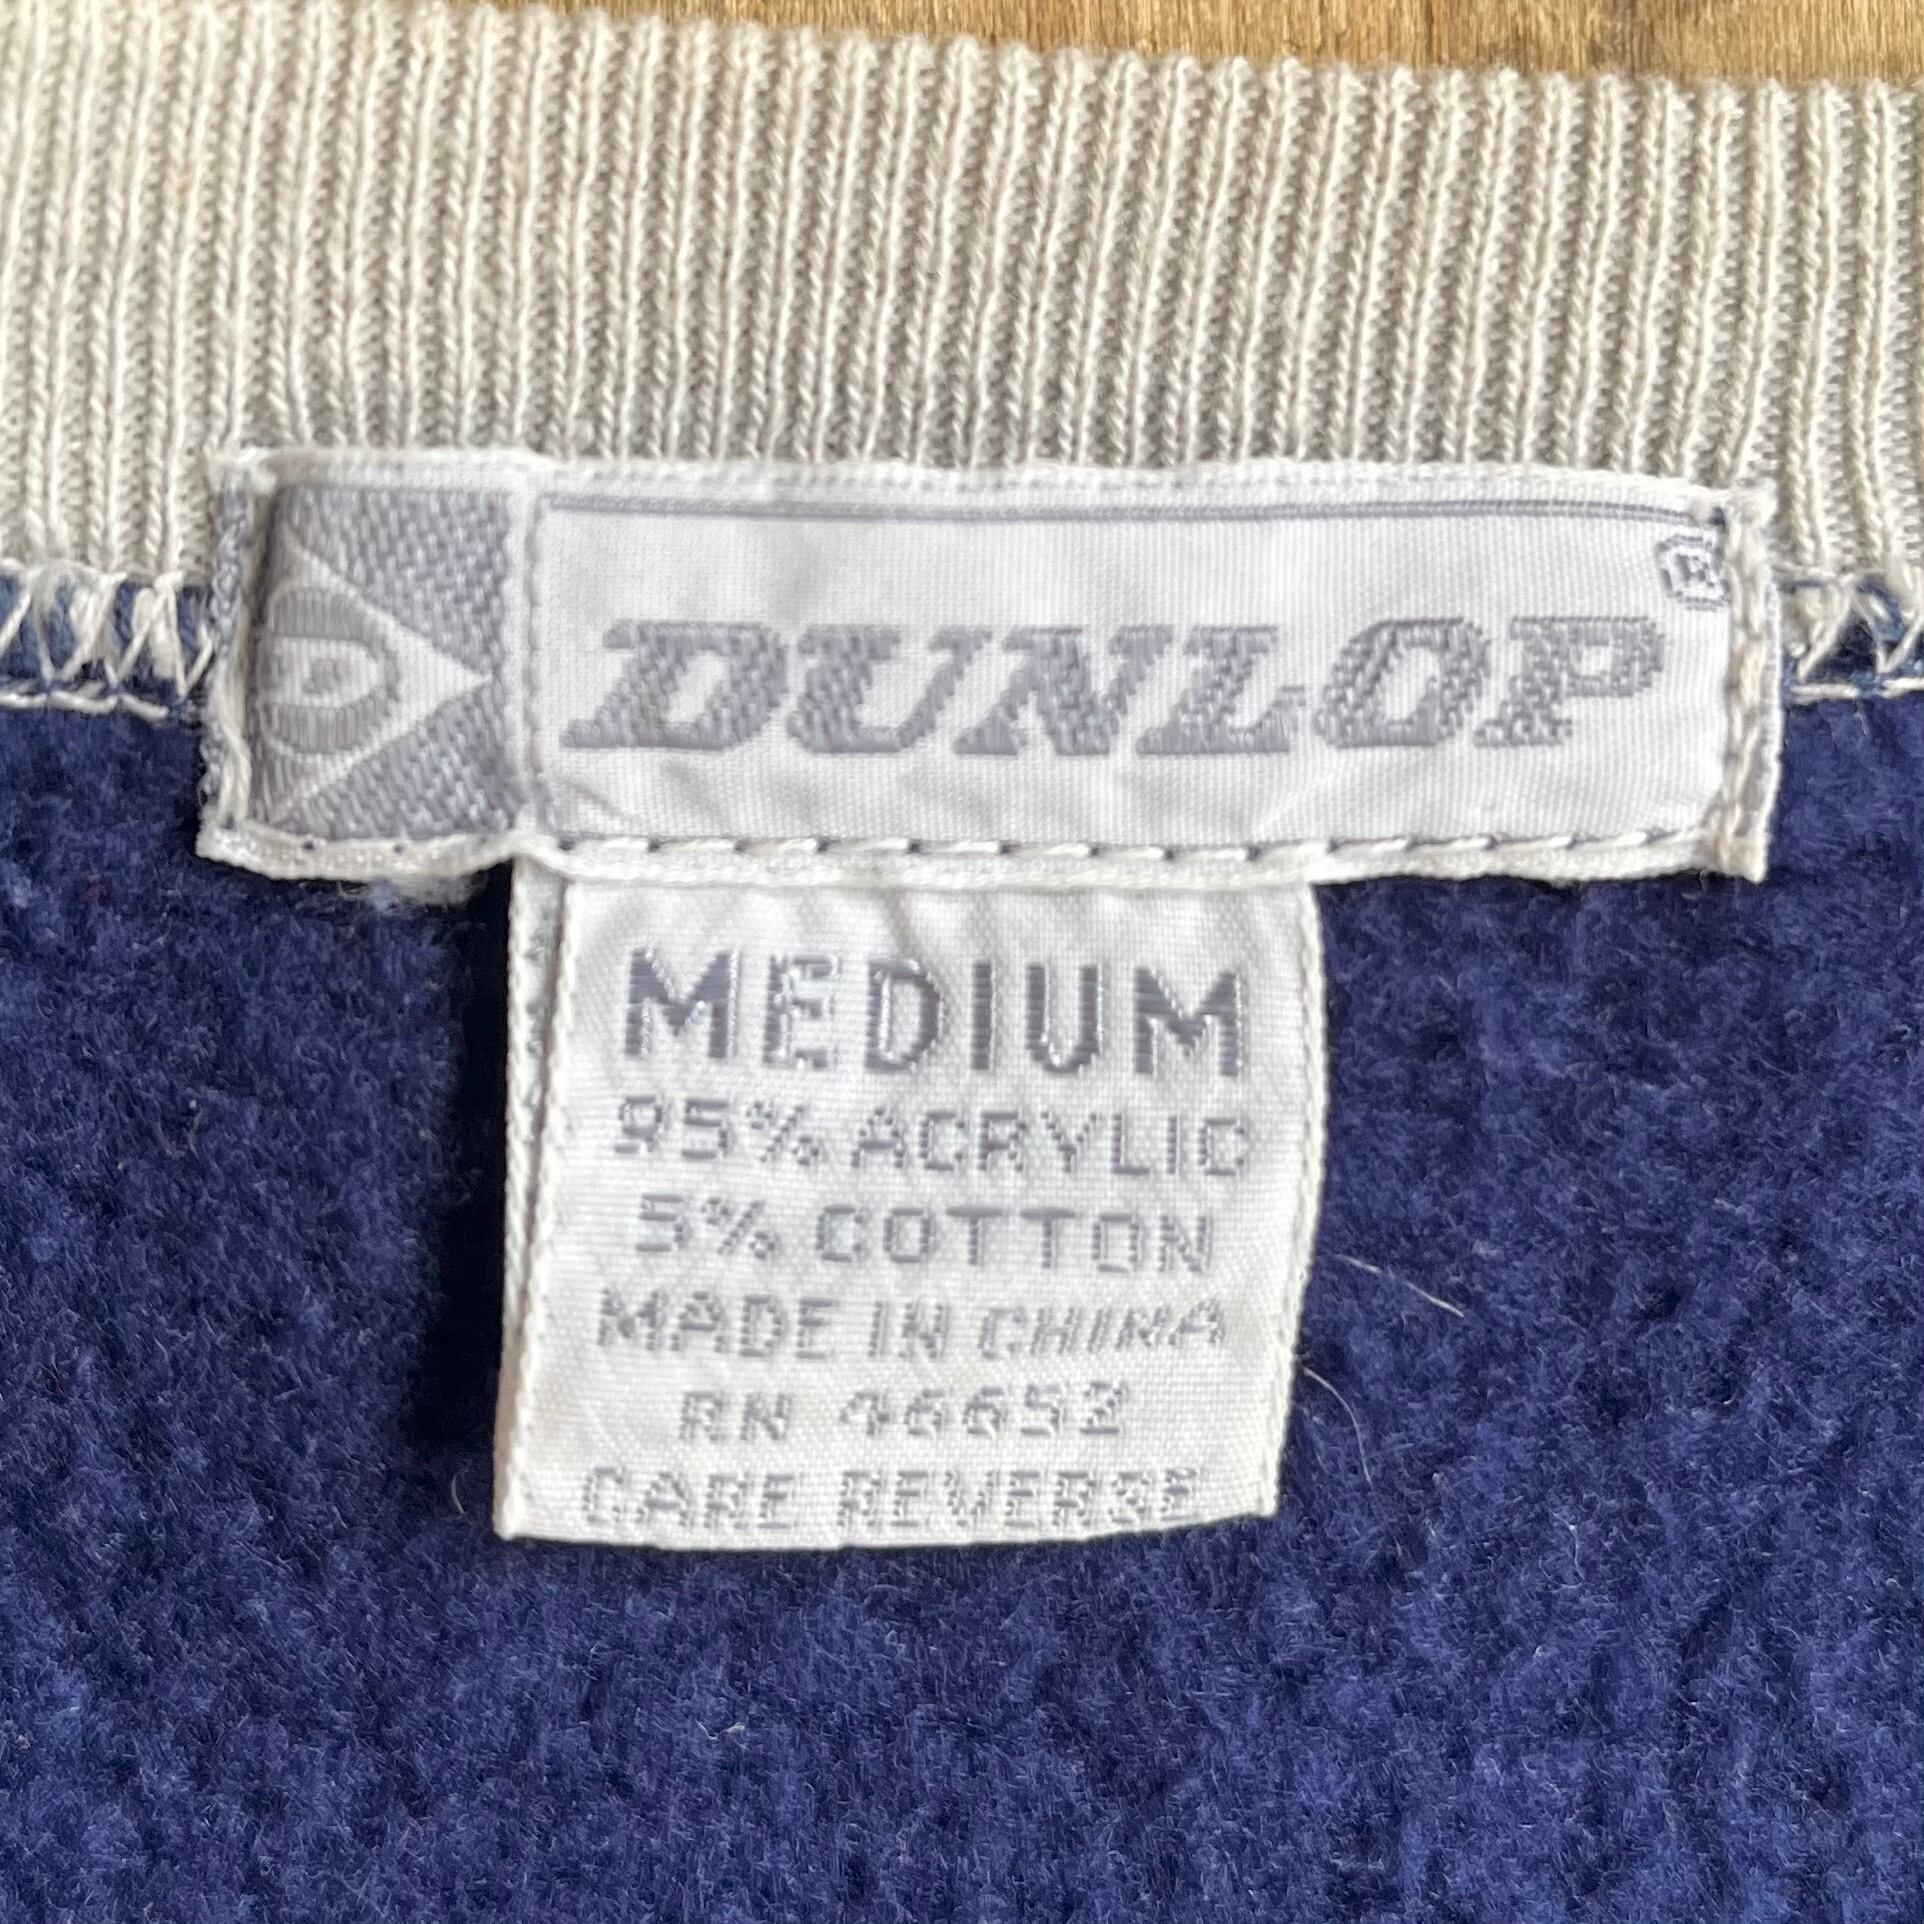 DUNLOP ®
MEDIUM
95% ACRYLIC
5% COTTON
MADE IN CHINA
RN 46652
CARE REVERSE